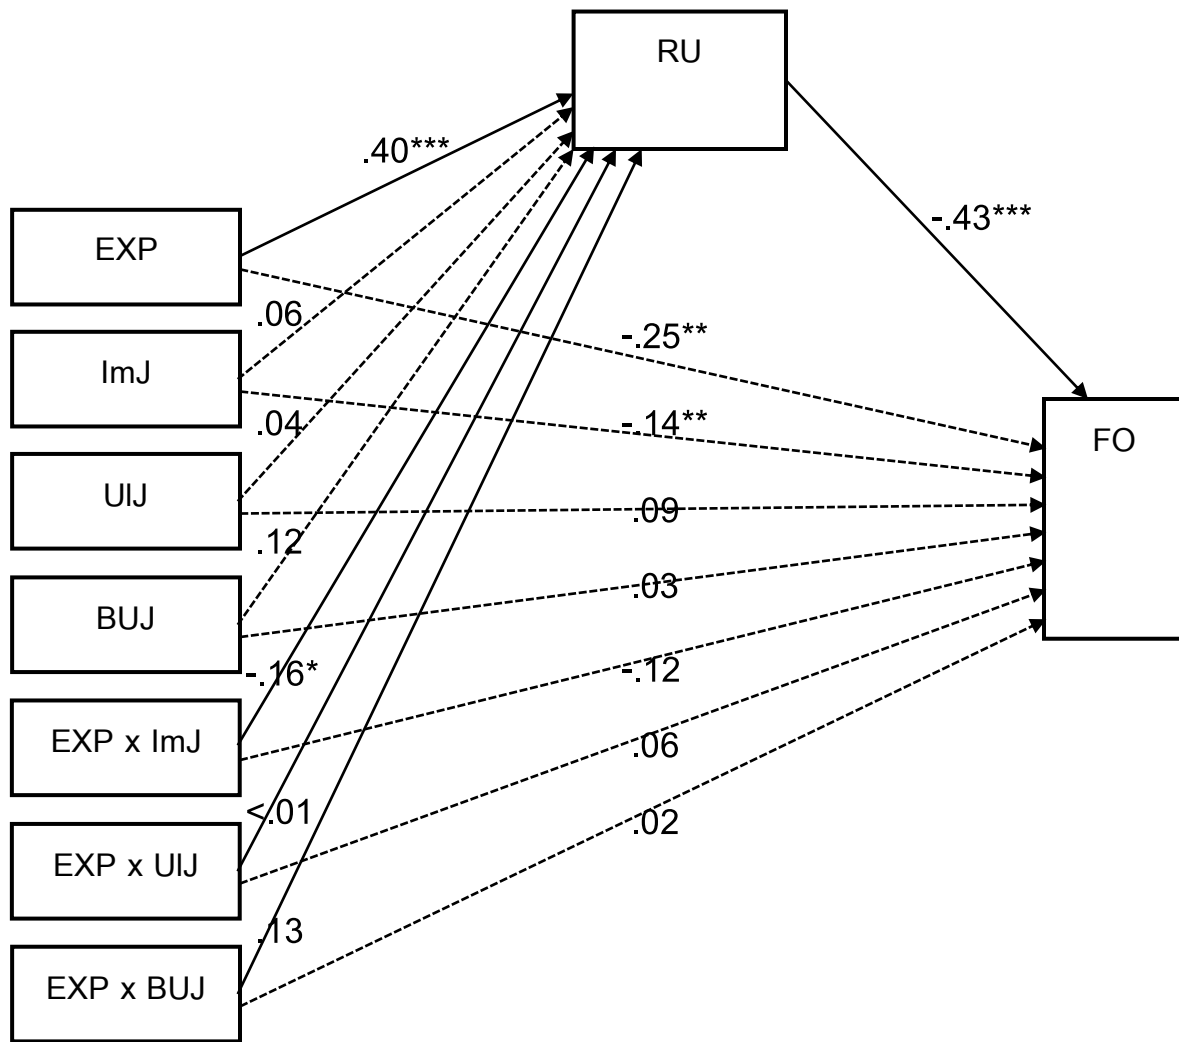 RU
.40***
-.43***
EXP
.06
-.25**
ImJ
.04
-.14**
FO
UIJ
.09
.12
.03
BUJ
-.16*
-.12
EXP x ImJ
.06
<.01
.02
EXP x UIJ
.13
EXP x BUJ